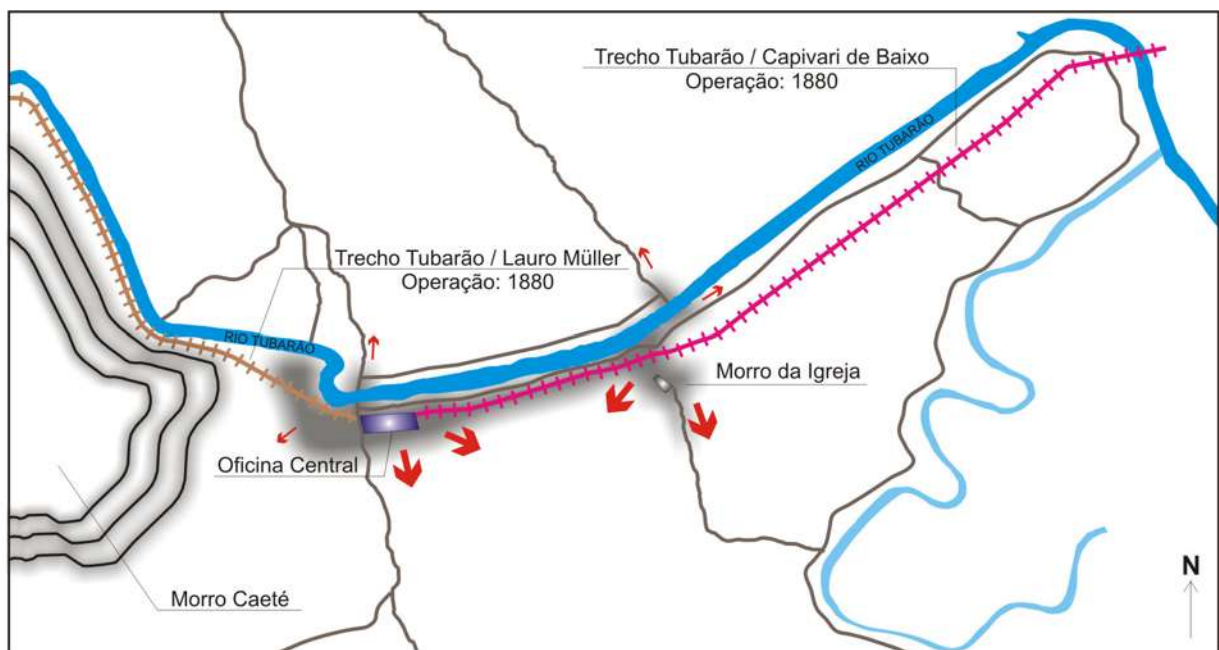 Trecho Tubarão / Capivari de Baixo
Operação: 1880
RIO TUBARÃO
Trecho Tubarão / Lauro Müller
Operação: 1880
RIO TUBARÃO
Morro da Igreja
Oficina Central
Morro Caeté
N